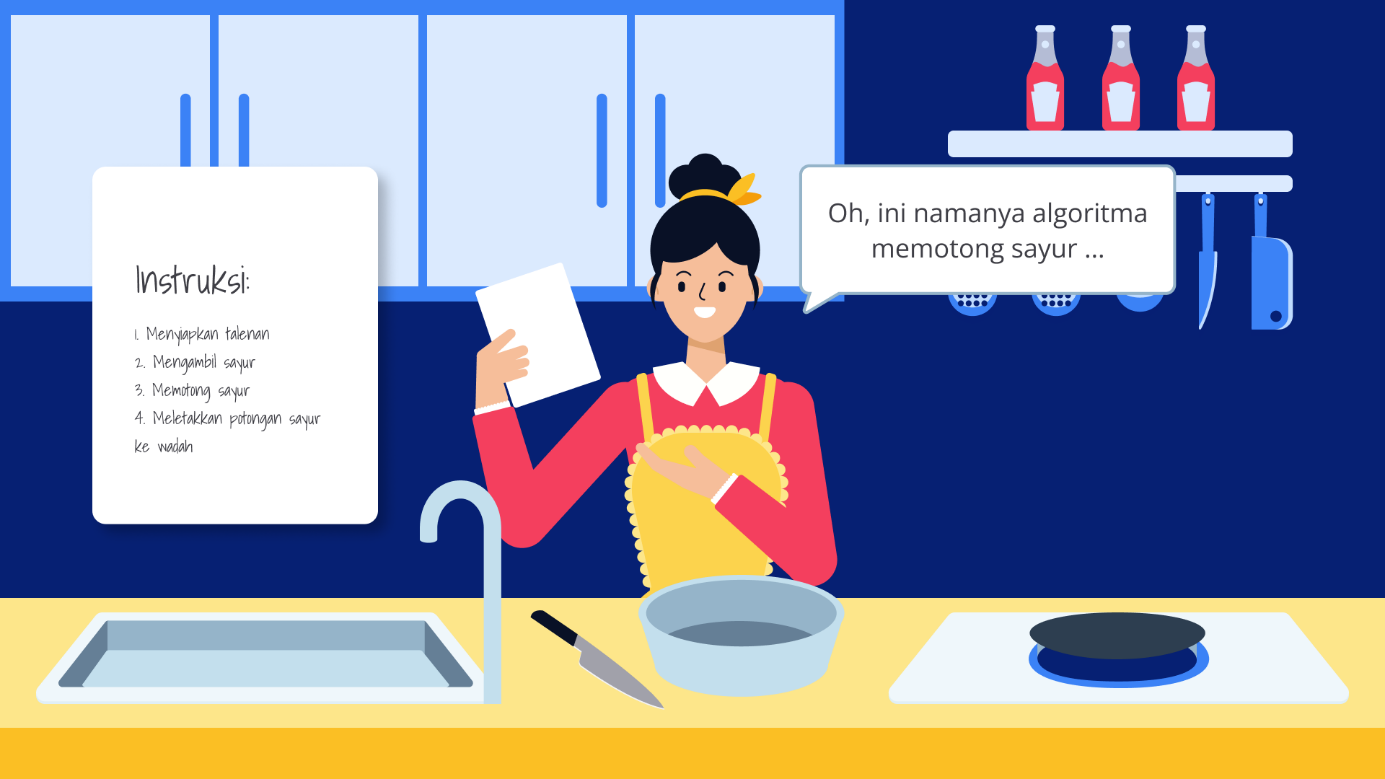 Instruksi:
1. Menyiapkan talenan
2. Mengambil sayur
3. Memotong sayur
4. Meletakkan potongan sayur
ke wadah
Oh, ini namanya algoritma
memotong sayur ...